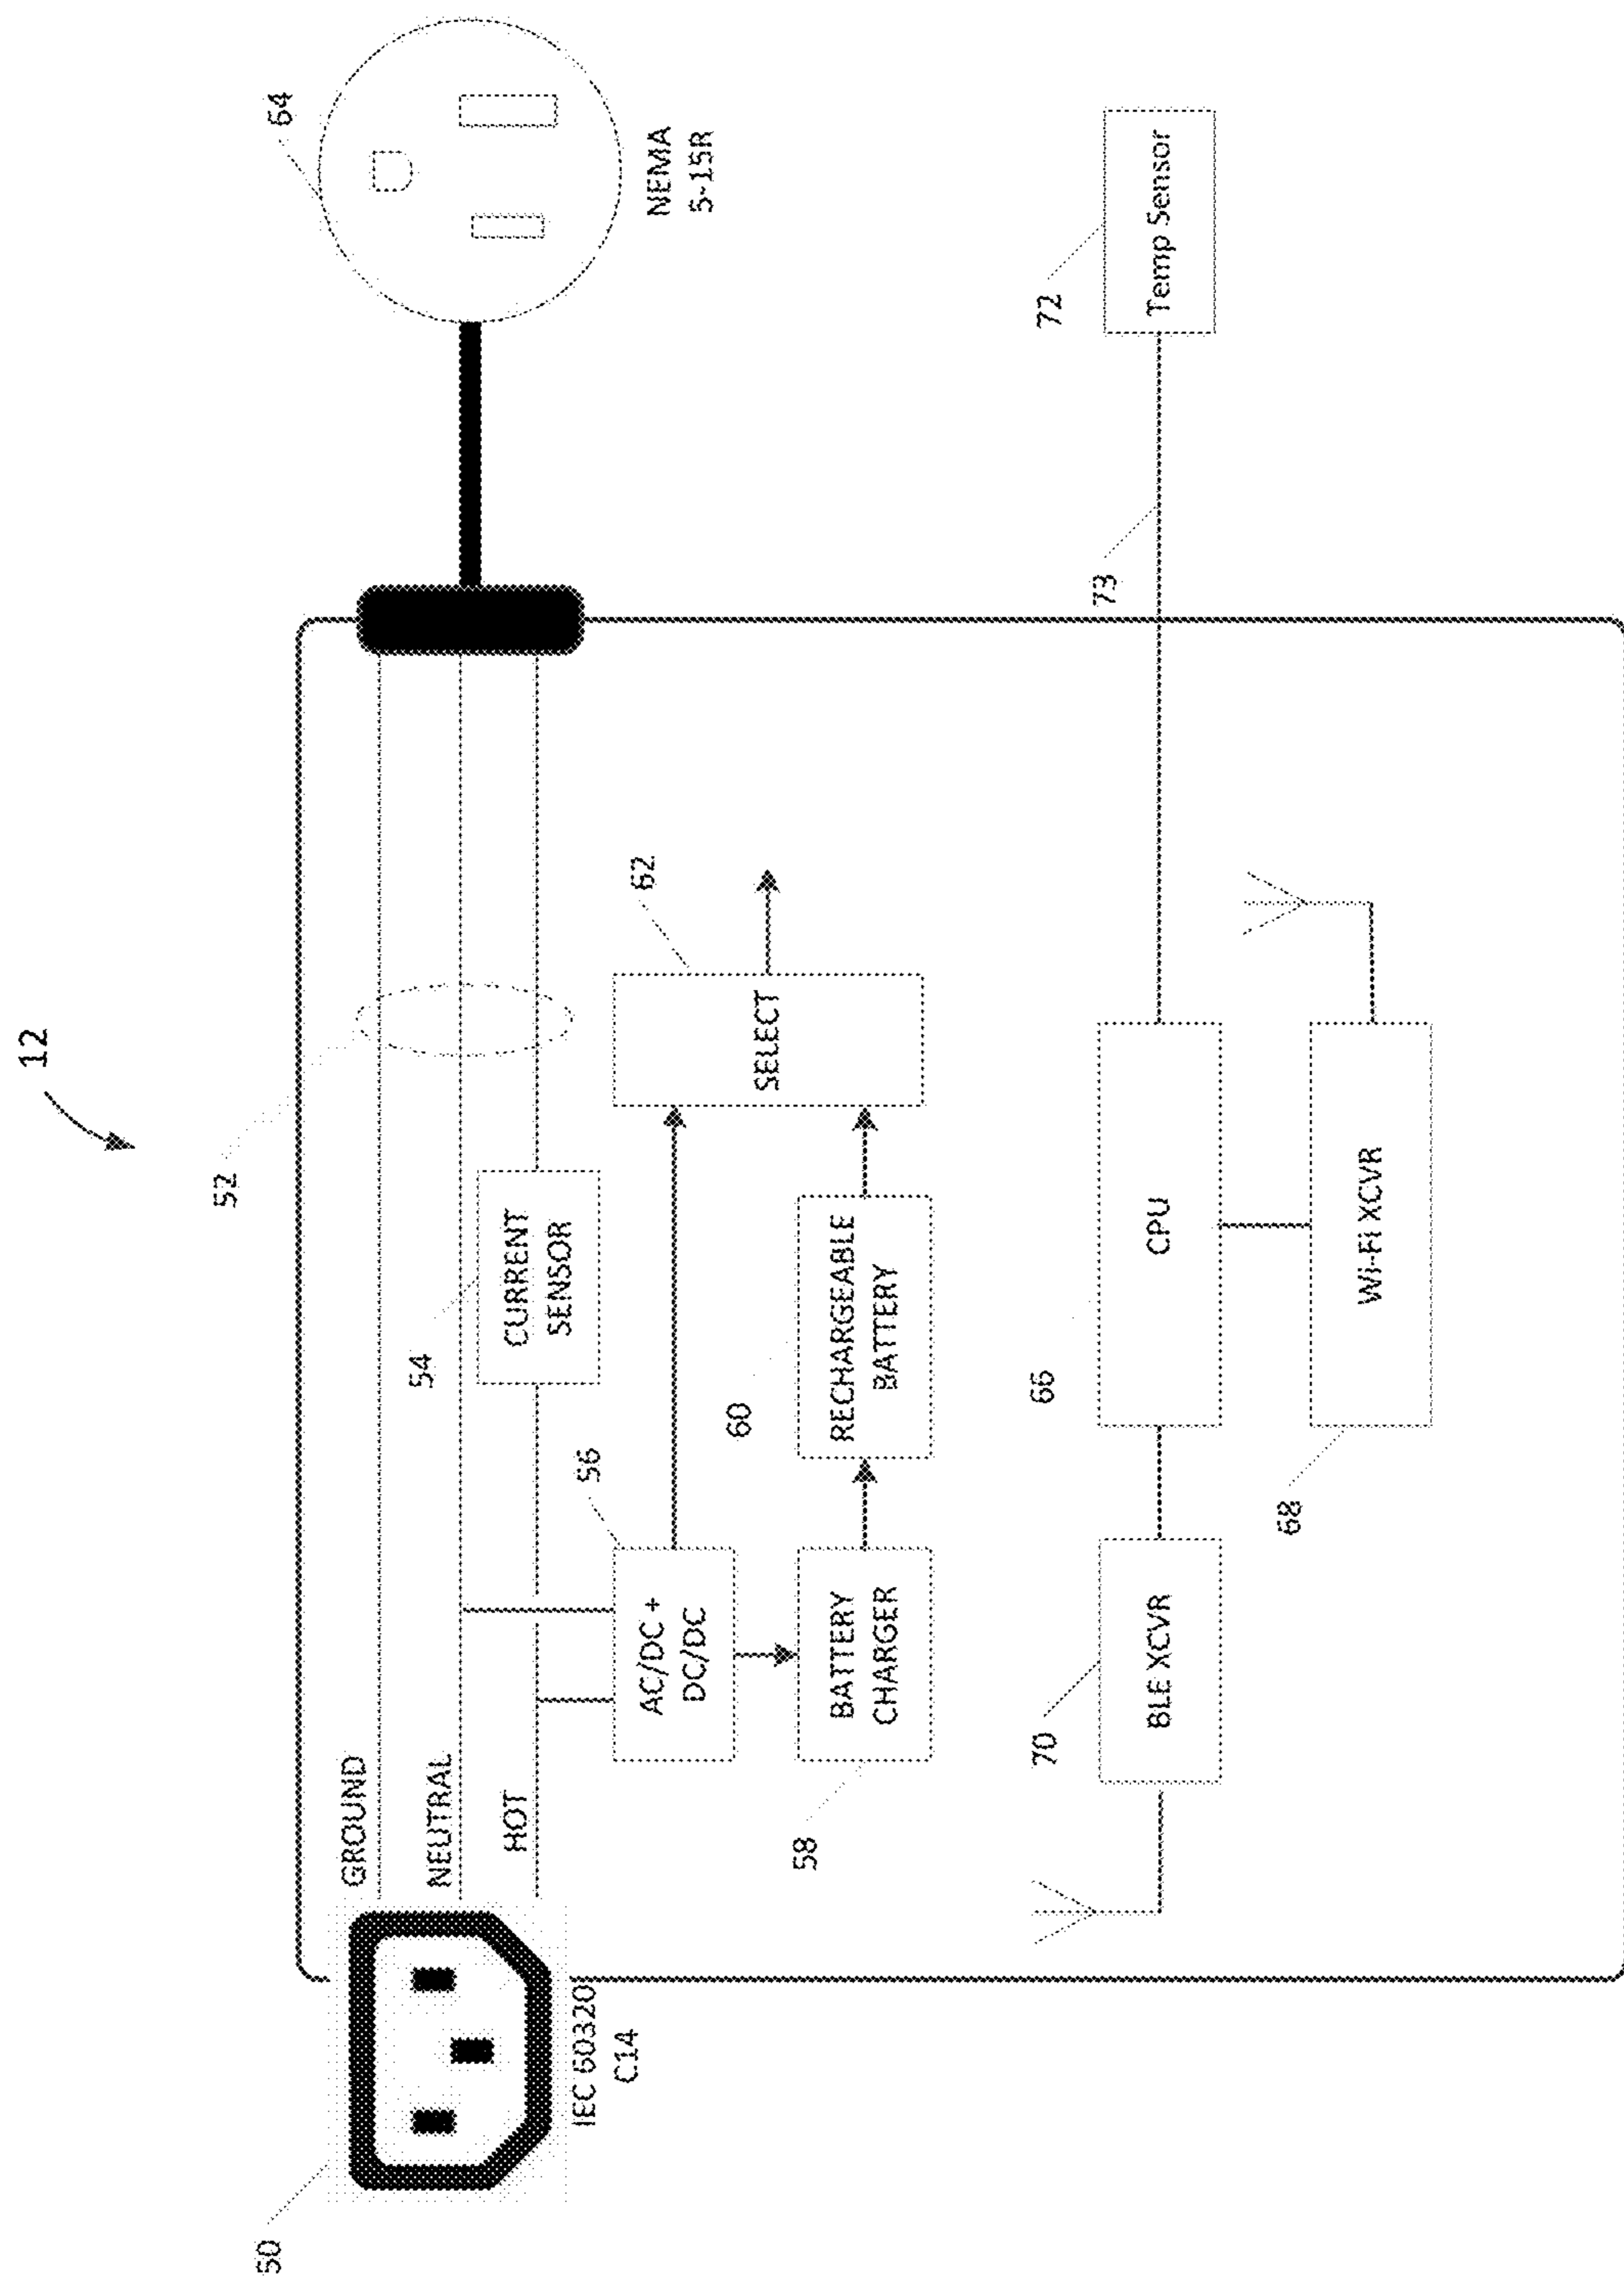 12
50
IEC 60320
C14
GROUND
NEUTRAL
HOT
52
54
CURRENT
SENSOR
64
NEMA
5-15R
56
AC/DC +
DC/DC
58
BATTERY
CHARGER
60
RECHARGEABLE
BATTERY
62
SELECT
70
BLE XCVR
66
CPU
68
Wi-Fi XCVR
73
72
Temp Sensor